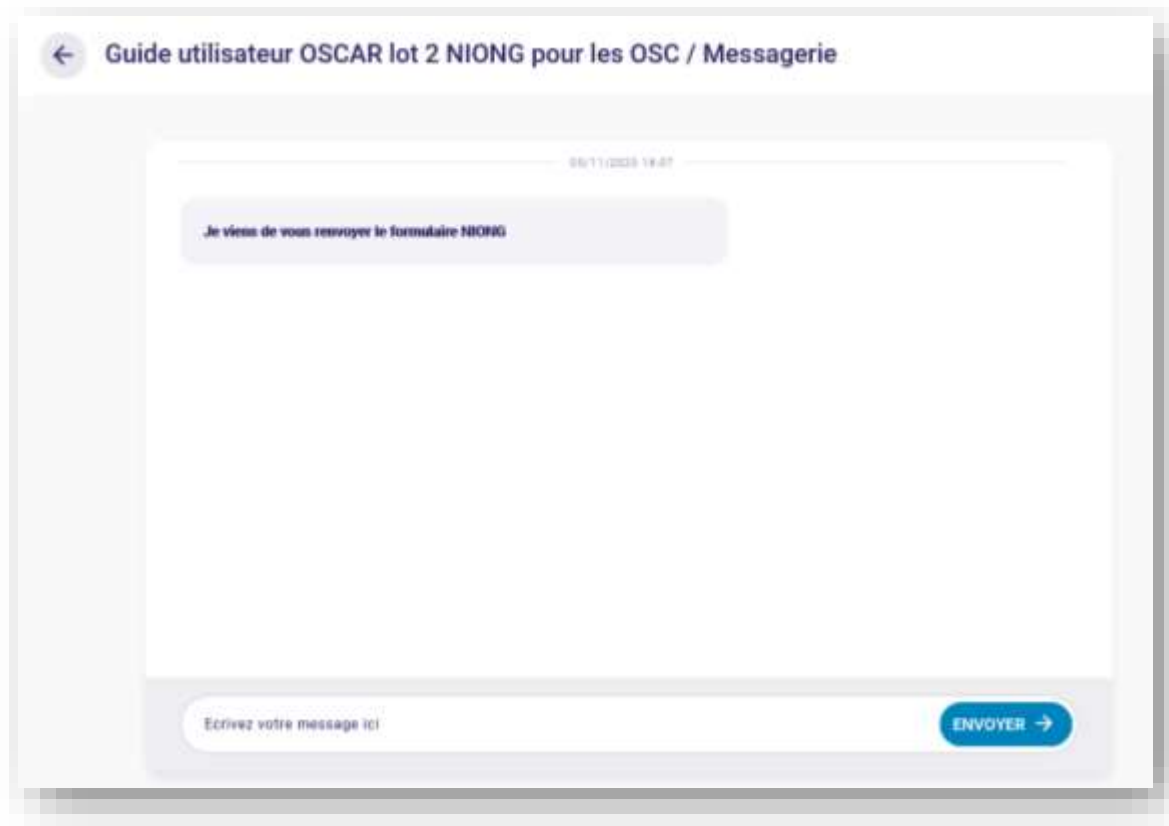 Guide utilisateur OSCAR lot 2 NIONG pour les OSC / Messagerie
Je viens de vous renvoyer le formulaire NIONG
Ecrivez votre message ici
ENVOYER